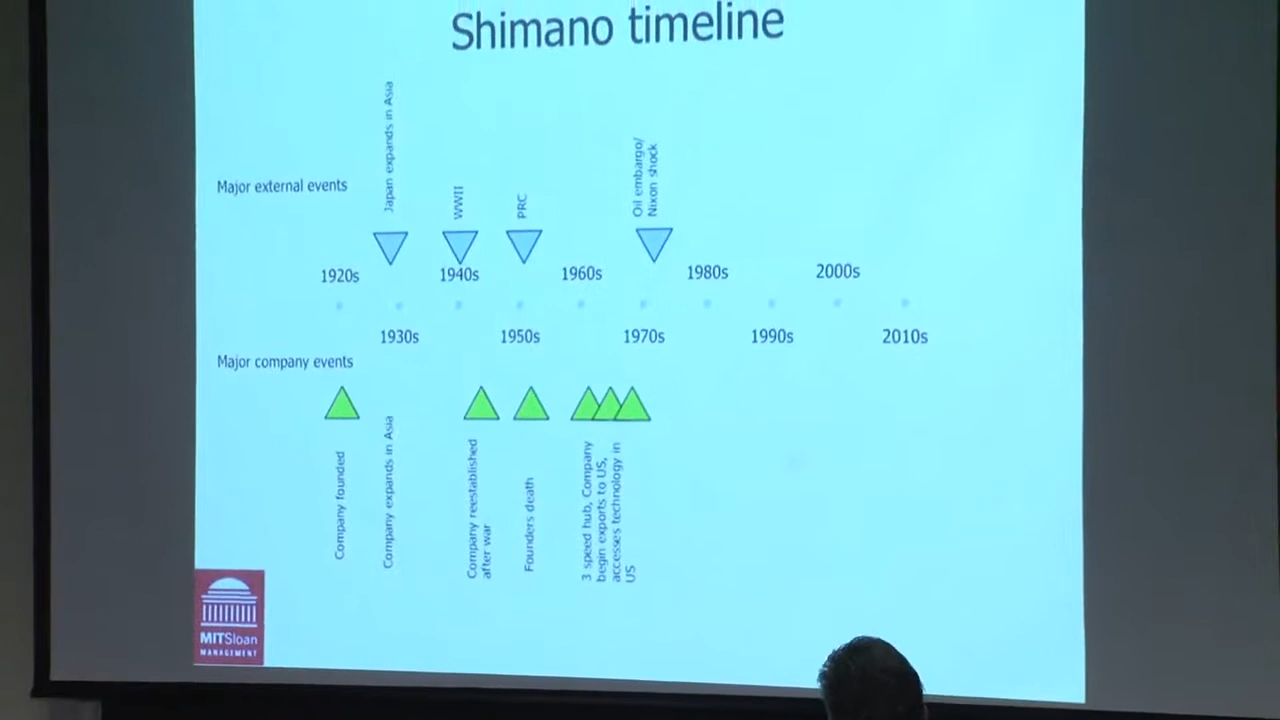 Shimano timeline
Japan expands in Asia
Major external events
WWII
PRC
Oil embargo/
Nixon shock
1920s
1940s
1960s
1980s
2000s
1930s
1950s
1970s
1990s
2010s
Major company events
Company founded
Company expands in Asia
Company reestablished
after war
Founders death
3 speed hub, Company
begin exports to US,
accesses technology in
US
MITSloan
MANAGEMENT